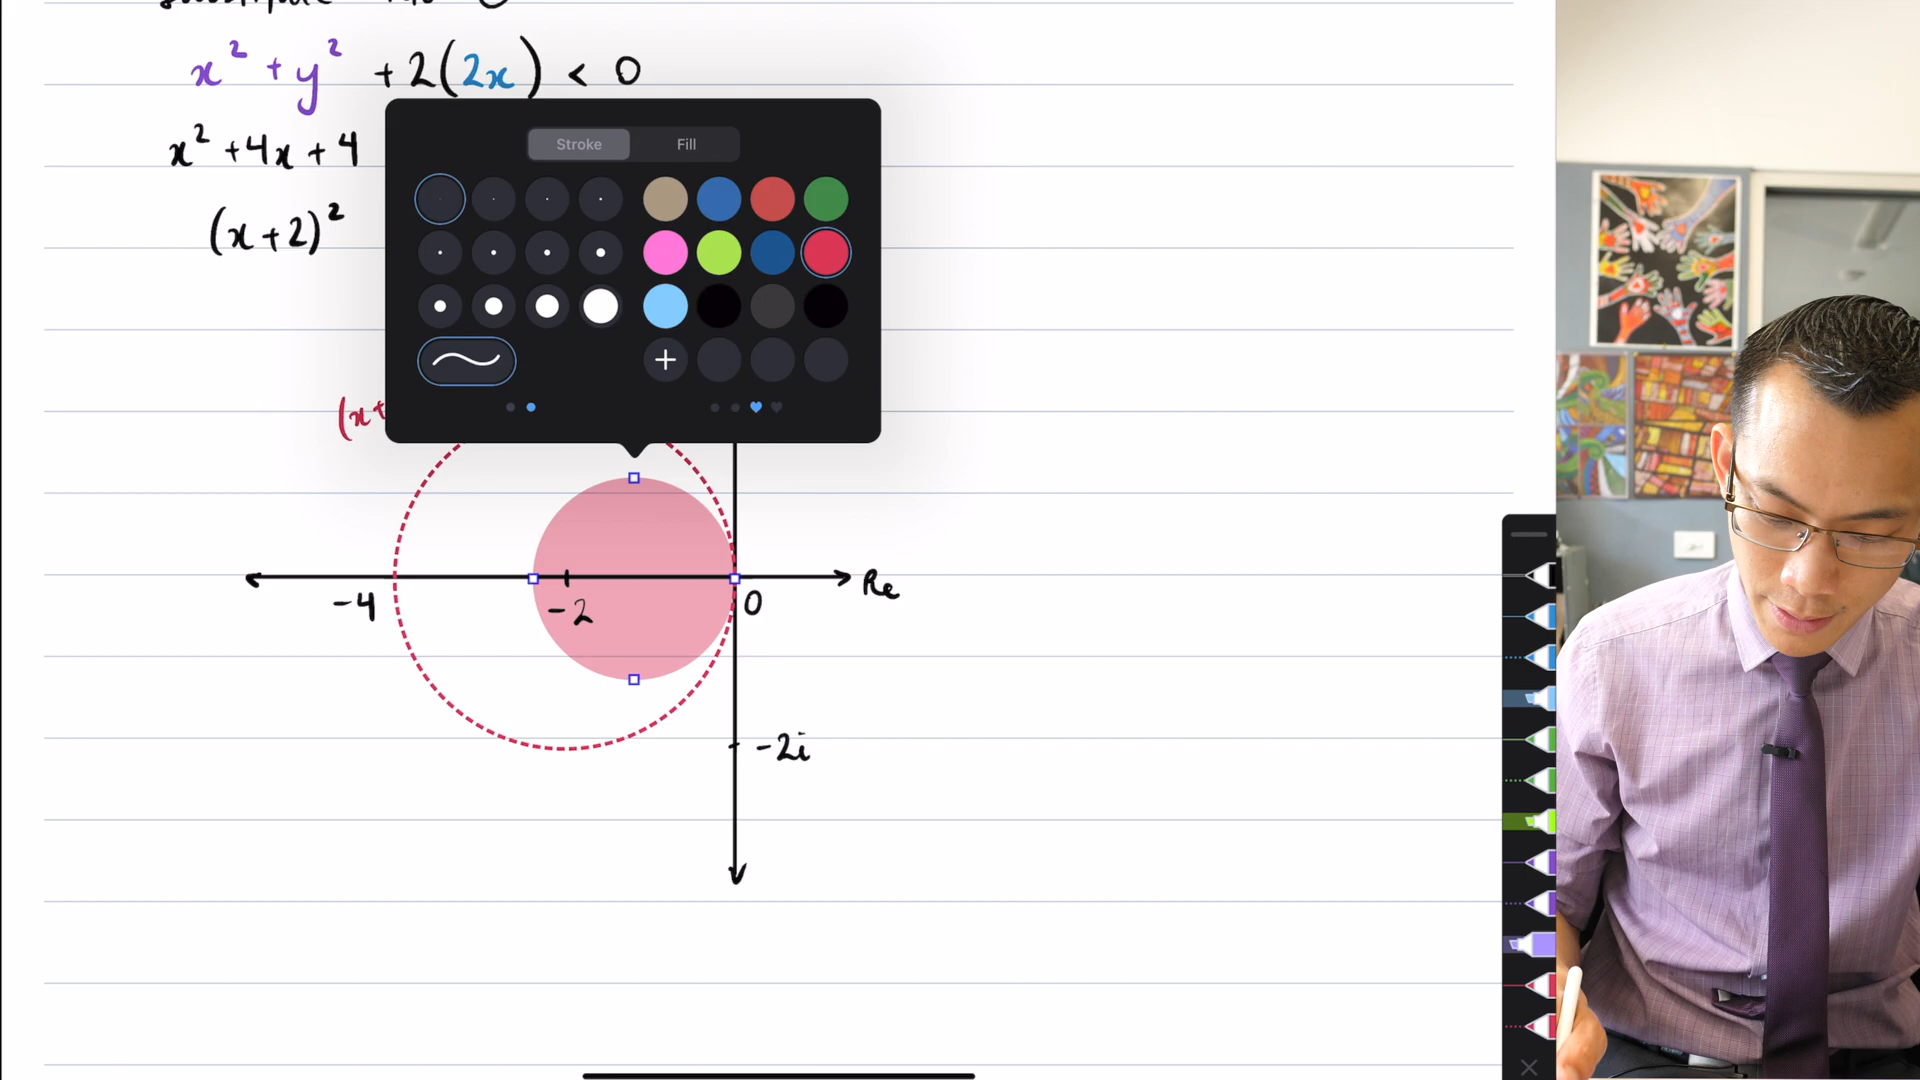 x² + y² + 2(2x) < 0
x² + 4x + 4
(x+2)²
Stroke Fill
(x+
Re
-4 -2 0
-2i